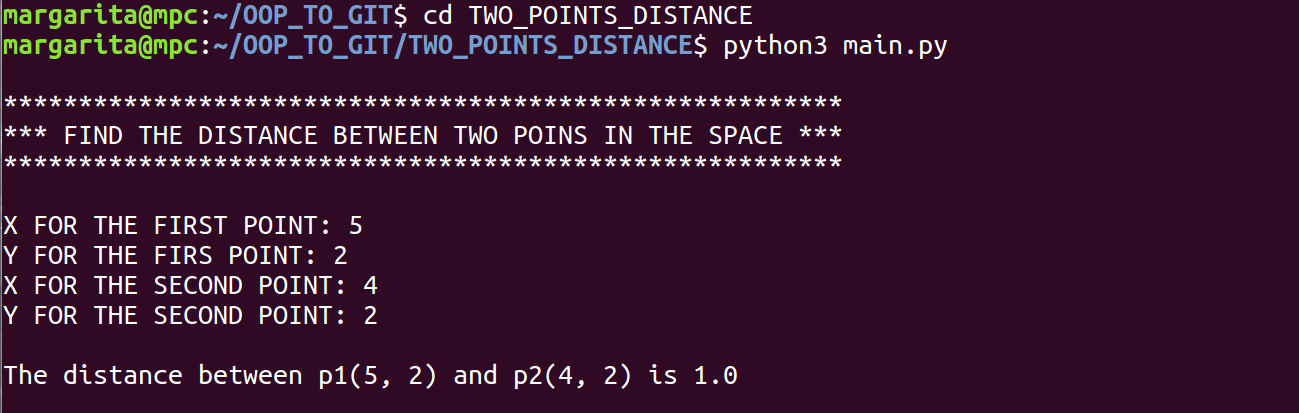 margarita@mpc:~/OOP_TO_GIT$ cd TWO_POINTS_DISTANCE
margarita@mpc:~/OOP_TO_GIT/TWO_POINTS_DISTANCE$ python3 main.py
********************************************************
*** FIND THE DISTANCE BETWEEN TWO POINS IN THE SPACE ***
********************************************************
X FOR THE FIRST POINT: 5
Y FOR THE FIRS POINT: 2
X FOR THE SECOND POINT: 4
Y FOR THE SECOND POINT: 2
The distance between p1(5, 2) and p2(4, 2) is 1.0